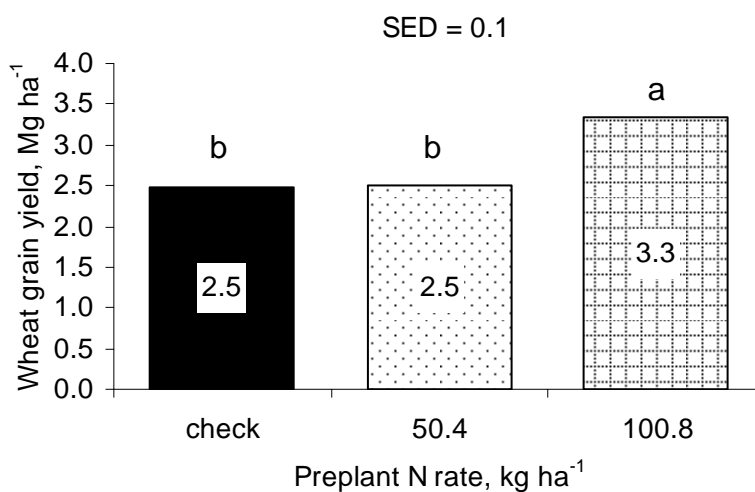 SED = 0.1
Wheat grain yield, Mg ha⁻¹
4.0
3.5
3.0
2.5
2.0
1.5
1.0
0.5
0.0
b
b
a
2.5
2.5
3.3
check
50.4
100.8
Preplant N rate, kg ha⁻¹